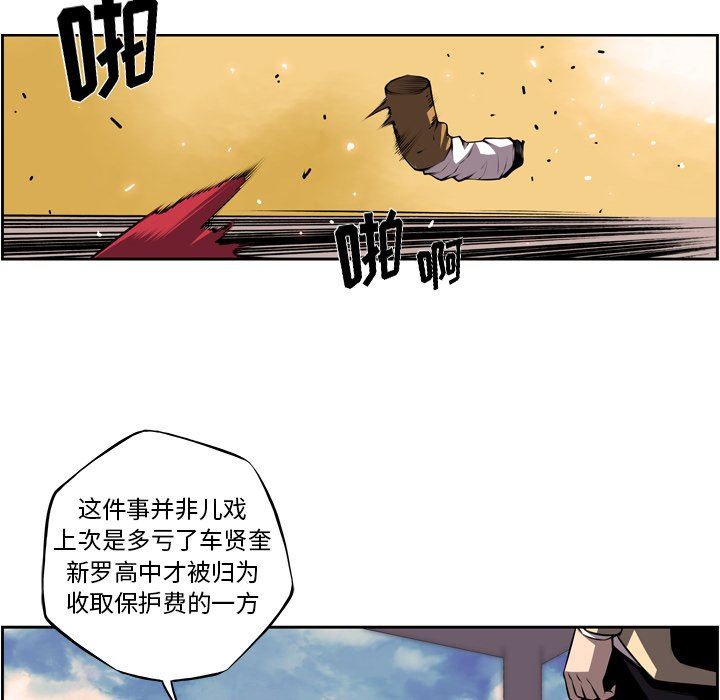 啪
啪
啊
这件事并非儿戏
上次是多亏了车贤奎
新罗高中才被归为
收取保护费的一方